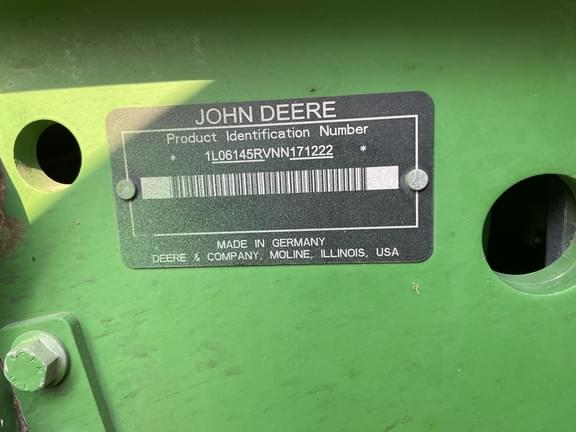 JOHN DEERE
Product Identification Number
* 1L06145RVNN171222 *
MADE IN GERMANY
DEERE & COMPANY, MOLINE, ILLINOIS, USA